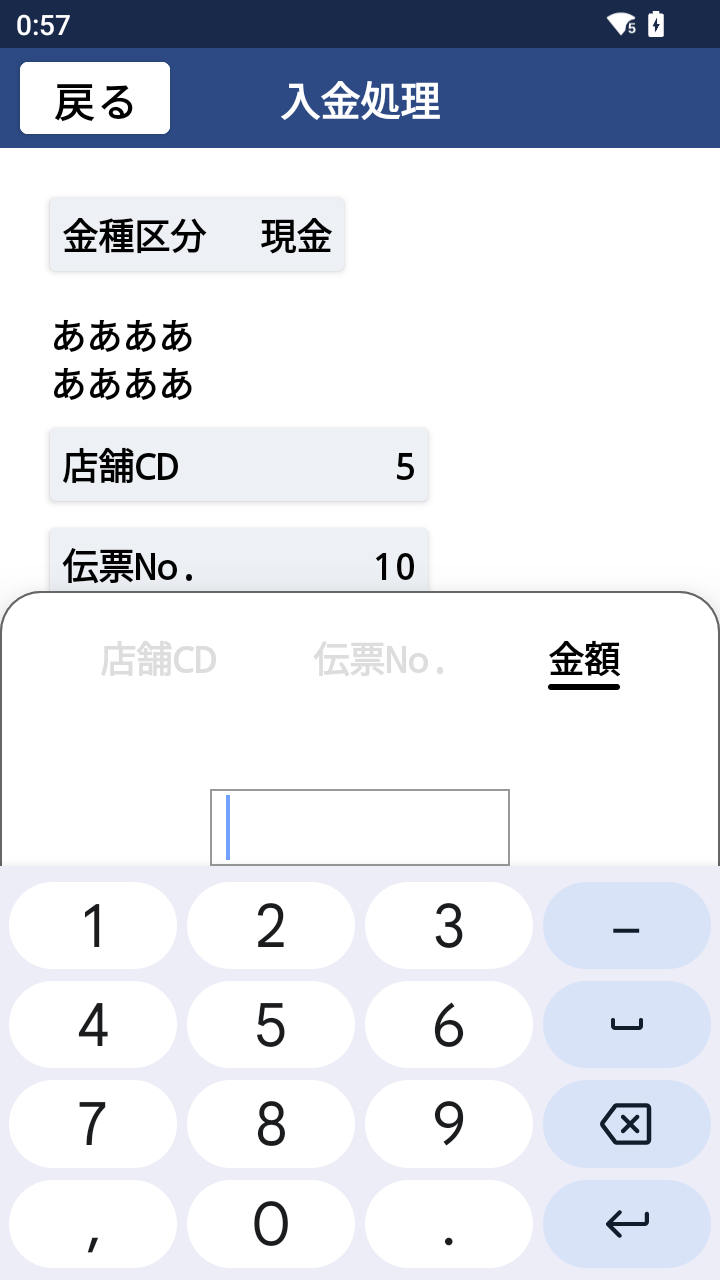 0:57
戻る 入金処理
金種区分 現金
ああああ
ああああ
店舗CD 5
伝票No. 10
店舗CD 伝票No. 金額
1 2 3 −
4 5 6
7 8 9
, 0 .